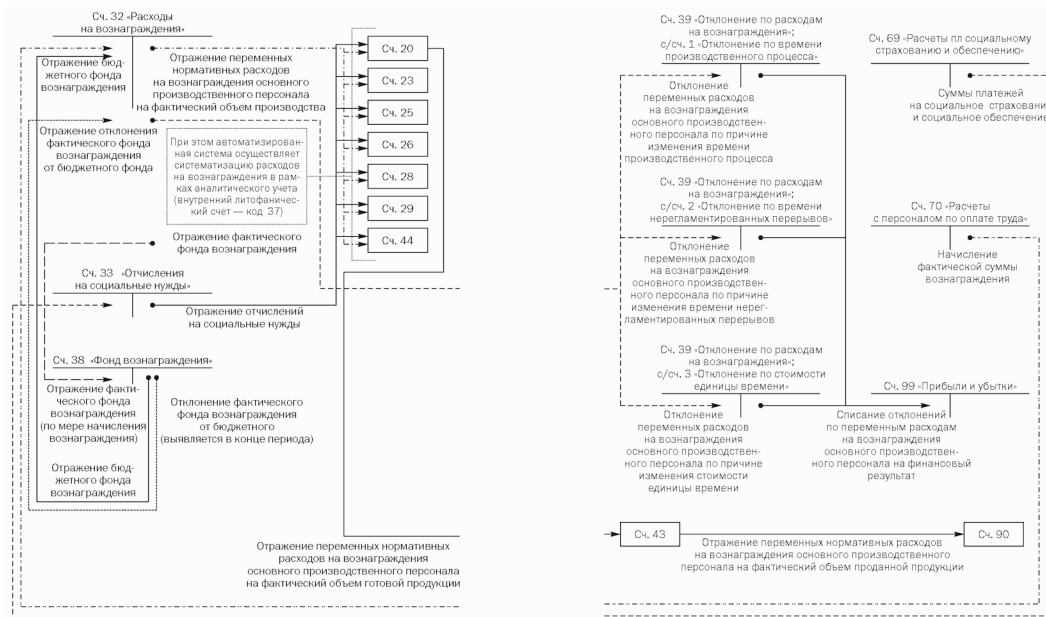 Сч. 32 «Расходы
на вознаграждения»
Отражение бюд-
жетного фонда
вознаграждения
Отражение переменных
нормативных расходов
на вознаграждения основного
производственного персонала
на фактический объем производства
Отражение отклонения
фактического фонда
вознаграждения
от бюджетного фонда
При этом автоматизирован-
ная система осуществляет
систематизацию расходов
на вознаграждения в рам-
ках аналитического учета
(внутренний литофаничес-
кий счет — код 37)
Отражение фактического
фонда вознаграждения
Сч. 20
Сч. 23
Сч. 25
Сч. 26
Сч. 28
Сч. 29
Сч. 44
Сч. 33 «Отчисления
на социальные нужды»
Отражение отчислений
на социальные нужды
Сч. 38 «Фонд вознаграждения»
Отражение факти-
ческого фонда
вознаграждения
(по мере начисления
вознаграждения)
Отклонение фактического
фонда вознаграждения
от бюджетного
(выявляется в конце периода)
Отражение бюд-
жетного фонда
вознаграждения
Отражение переменных нормативных
расходов на вознаграждения
основного производственного персонала
на фактический объем готовой продукции
Сч. 39 «Отклонение по расходам
на вознаграждения»;
с/сч. 1 «Отклонение по времени
производственного процесса»
Отклонение
переменных расходов
на вознаграждения
основного производствен-
ного персонала по причине
изменения времени
производственного процесса
Сч. 39 «Отклонение по расходам
на вознаграждения»;
с/сч. 2 «Отклонение по времени
нерегламентированных перерывов»
Отклонение
переменных расходов
на вознаграждения
основного производствен-
ного персонала по причине
изменения времени нерег-
ламентированных перерывов
Сч. 39 «Отклонение по расходам
на вознаграждения»;
с/сч. 3 «Отклонение по стоимости
единицы времени»
Отклонение
переменных расходов
на вознаграждения
основного производствен-
ного персонала по причине
изменения стоимости
единицы времени
Сч. 69 «Расчеты пл социальному
страхованию и обеспечению»
Суммы платежей
на социальное страховани
и социальное обеспечение
Сч. 70 «Расчеты
с персоналом по оплате труда»
Начисление
фактической суммы
вознаграждения
Сч. 99 «Прибыли и убытки»
Списание отклонений
по переменным расходам
на вознаграждения
основного производствен-
ного персонала на финансовый
результат
Сч. 43
Сч. 90
Отражение переменных нормативных расходов
на вознаграждения основного производственного
персонала на фактический объем проданной продукции